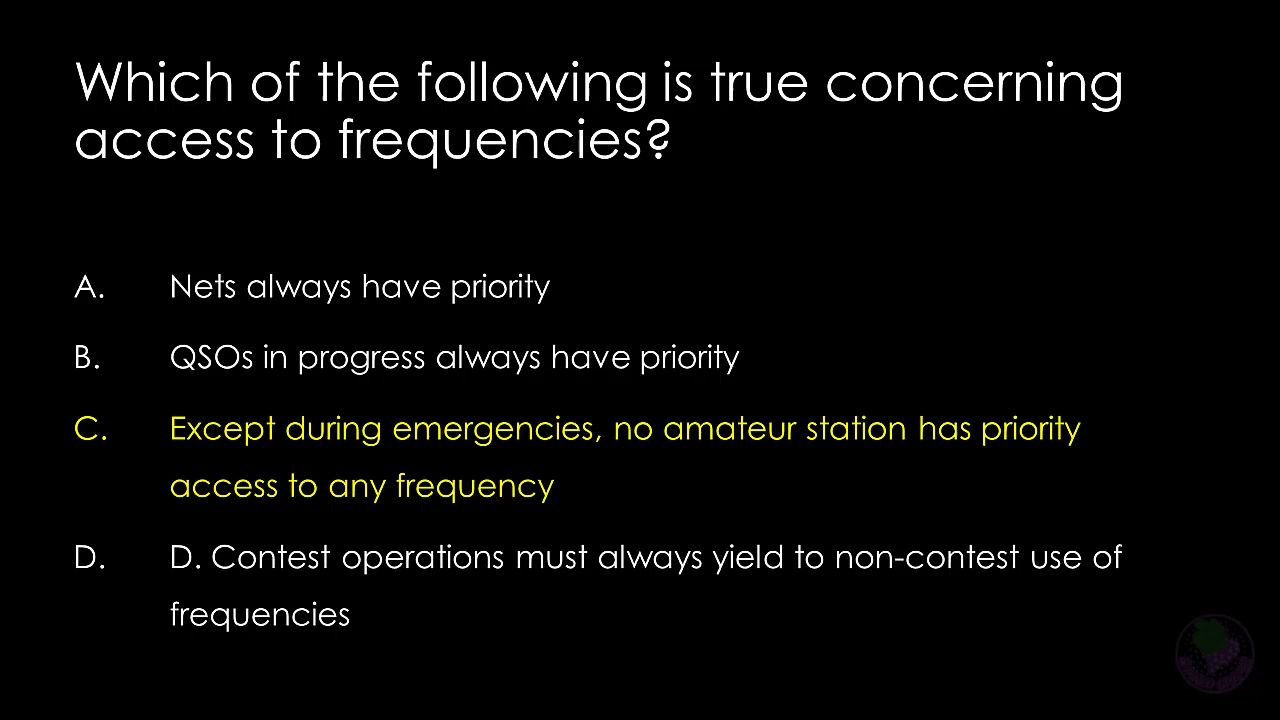 Which of the following is true concerning
access to frequencies?
A. Nets always have priority
B. QSOs in progress always have priority
C. Except during emergencies, no amateur station has priority
access to any frequency
D. D. Contest operations must always yield to non-contest use of
frequencies